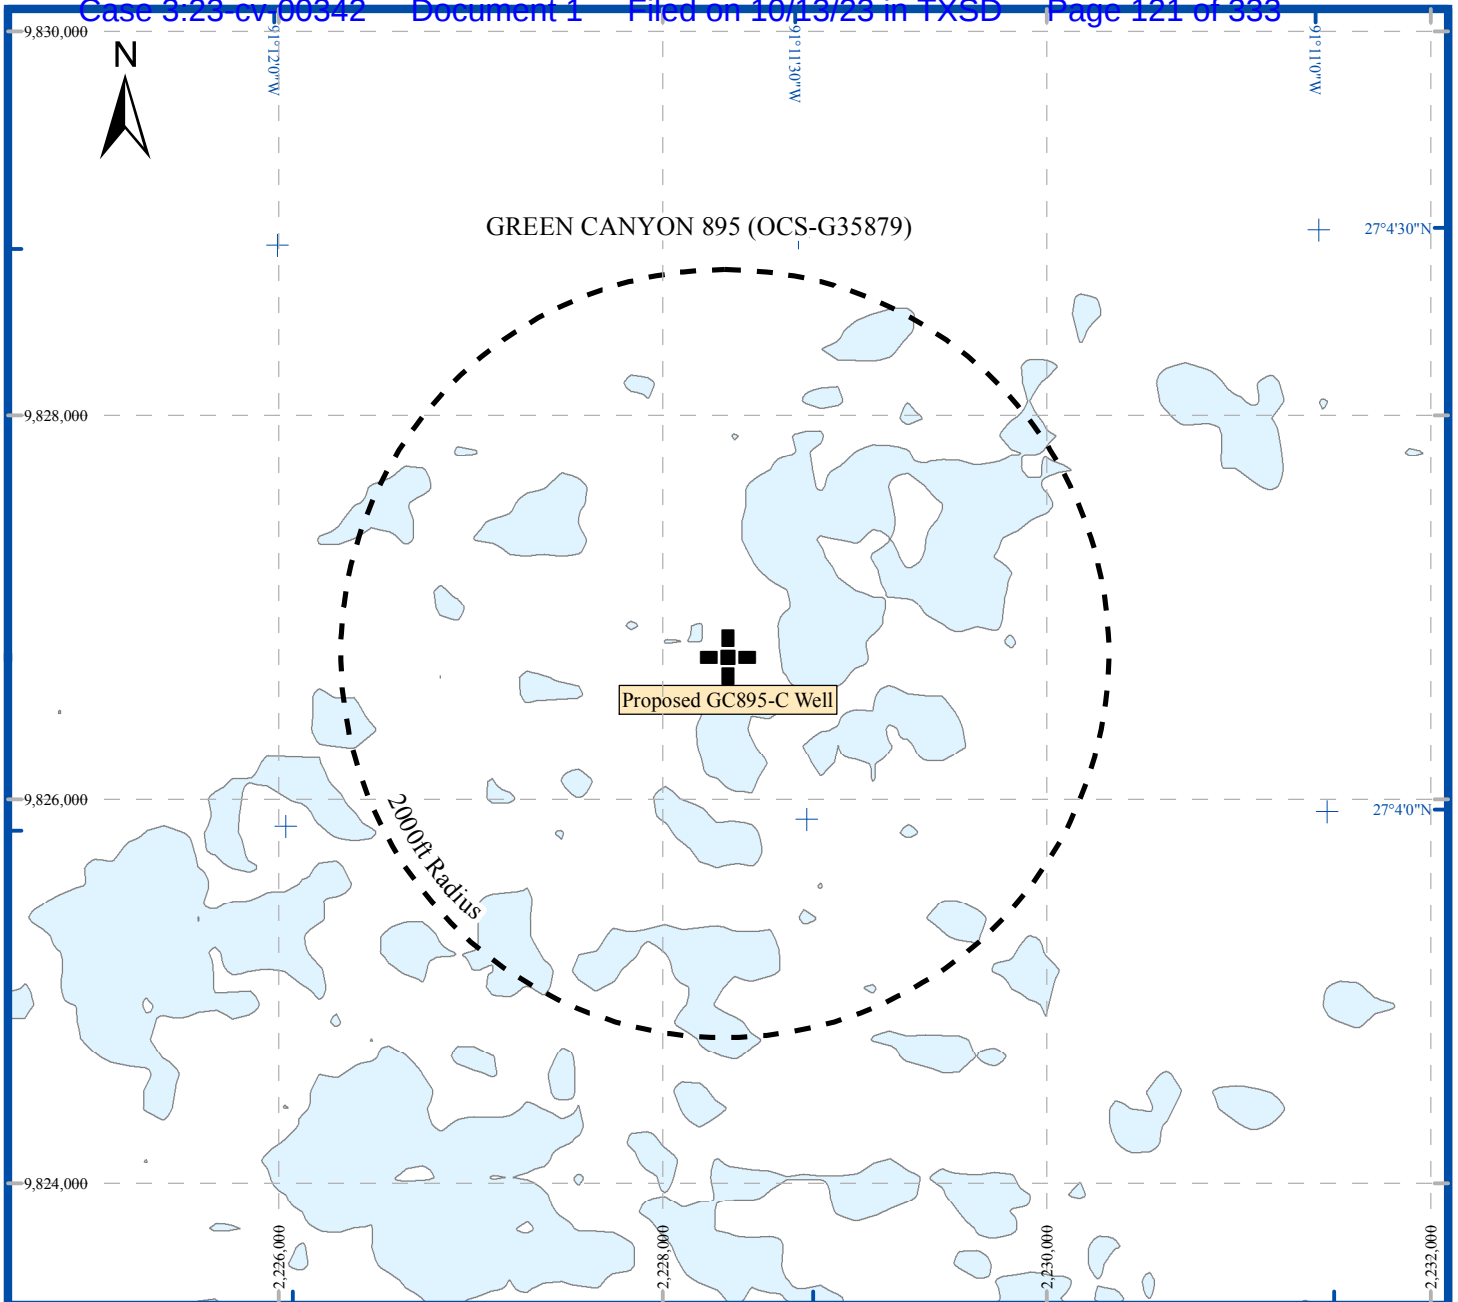 Case 3:23-cv-00342 Document 1 Filed on 10/13/23 in TXSD Page 121 of 333
9,830,000
91°12'0"W
91°11'30"W
91°11'0"W
N
GREEN CANYON 895 (OCS-G35879)
27°4'30"N
9,828,000
Proposed GC895-C Well
9,826,000
27°4'0"N
2000ft Radius
9,824,000
2,226,000
2,228,000
2,230,000
2,232,000